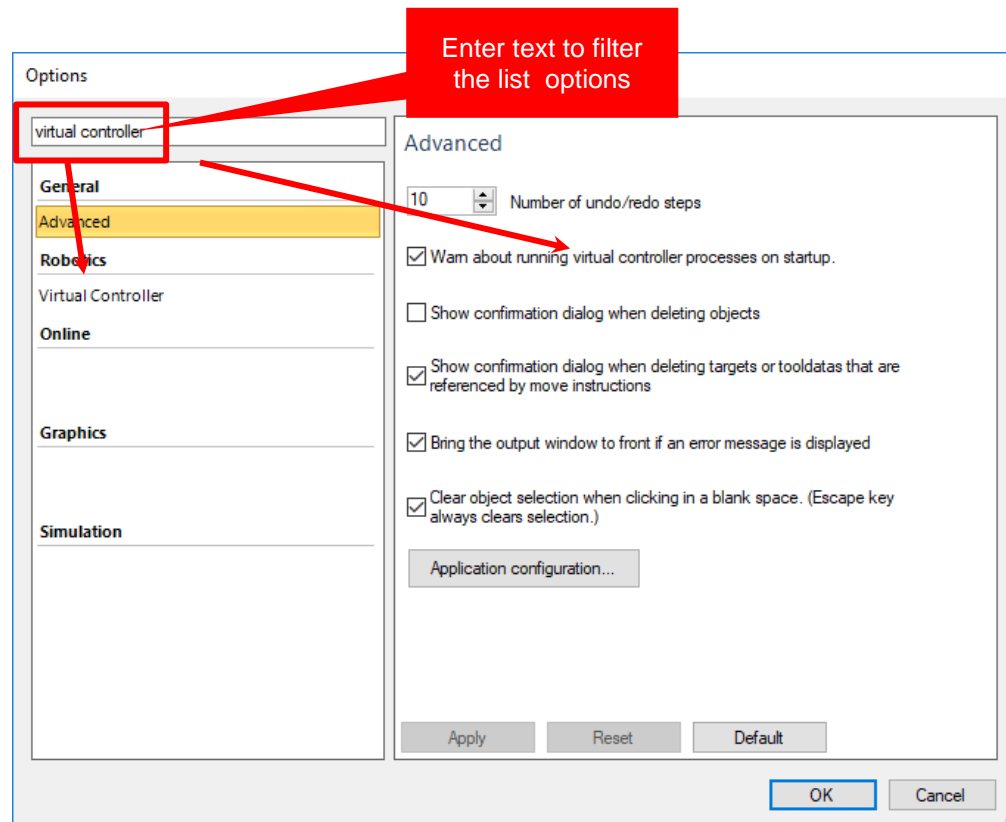 Enter text to filter
the list options
Options
virtual controller
General
Advanced
Robotics
Virtual Controller
Online
Graphics
Simulation
Advanced
10
Number of undo/redo steps
Warn about running virtual controller processes on startup.
Show confirmation dialog when deleting objects
Show confirmation dialog when deleting targets or tooldatas that are
referenced by move instructions
Bring the output window to front if an error message is displayed
Clear object selection when clicking in a blank space. (Escape key
always clears selection.)
Application configuration...
Apply
Reset
Default
OK
Cancel